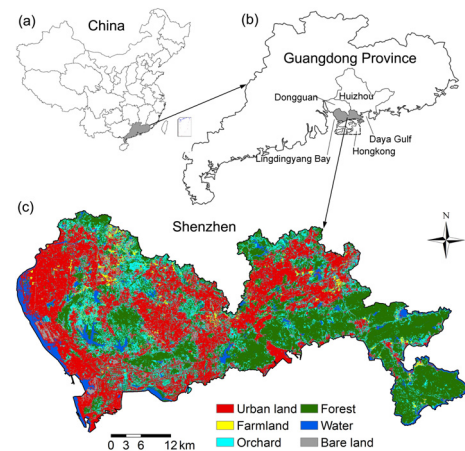 (a)
China
(b)
Guangdong Province
Dongguan
Huizhou
Daya Gulf
Lingdingyang Bay
Hongkong
(c)
Shenzhen
N
Urban land
Forest
Farmland
Water
Orchard
Bare land
0 3 6 12
km